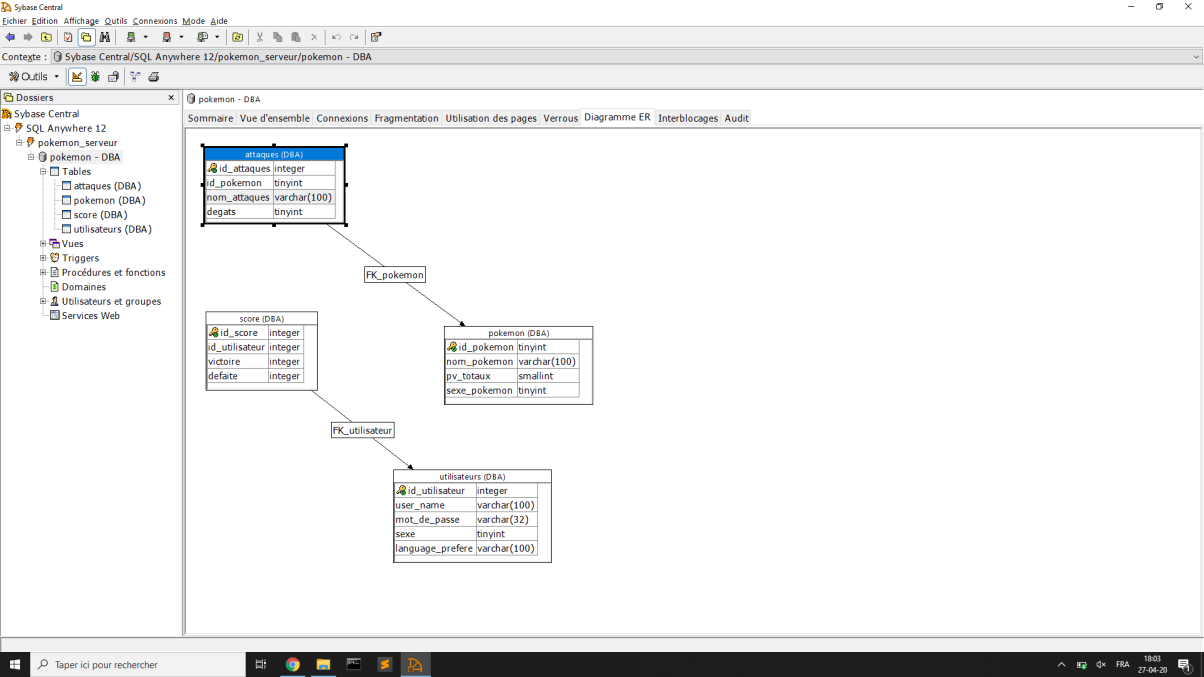 Sybase Central
Fichier Edition Affichage Outils Connexions Mode Aide
Contexte : Sybase Central/SQL Anywhere 12/pokemon_serveur/pokemon - DBA
Outils
Dossiers
Sybase Central
SQL Anywhere 12
pokemon_serveur
pokemon - DBA
Tables
attaques (DBA)
pokemon (DBA)
score (DBA)
utilisateurs (DBA)
Vues
Triggers
Procédures et fonctions
Domaines
Utilisateurs et groupes
Services Web
pokemon - DBA
Sommaire Vue d'ensemble Connexions Fragmentation Utilisation des pages Verrous Diagramme ER Interblocages Audit
attaques (DBA)
id_attaques integer
id_pokemon tinyint
nom_attaques varchar(100)
degats tinyint
FK_pokemon
score (DBA)
id_score integer
id_utilisateur integer
victoire integer
defaite integer
pokemon (DBA)
id_pokemon tinyint
nom_pokemon varchar(100)
pv_totaux smallint
sexe_pokemon tinyint
FK_utilisateur
utilisateurs (DBA)
id_utilisateur integer
user_name varchar(100)
mot_de_passe varchar(32)
sexe tinyint
language_prefere varchar(100)
Taper ici pour rechercher
FRA
18:03
27-04-20
1